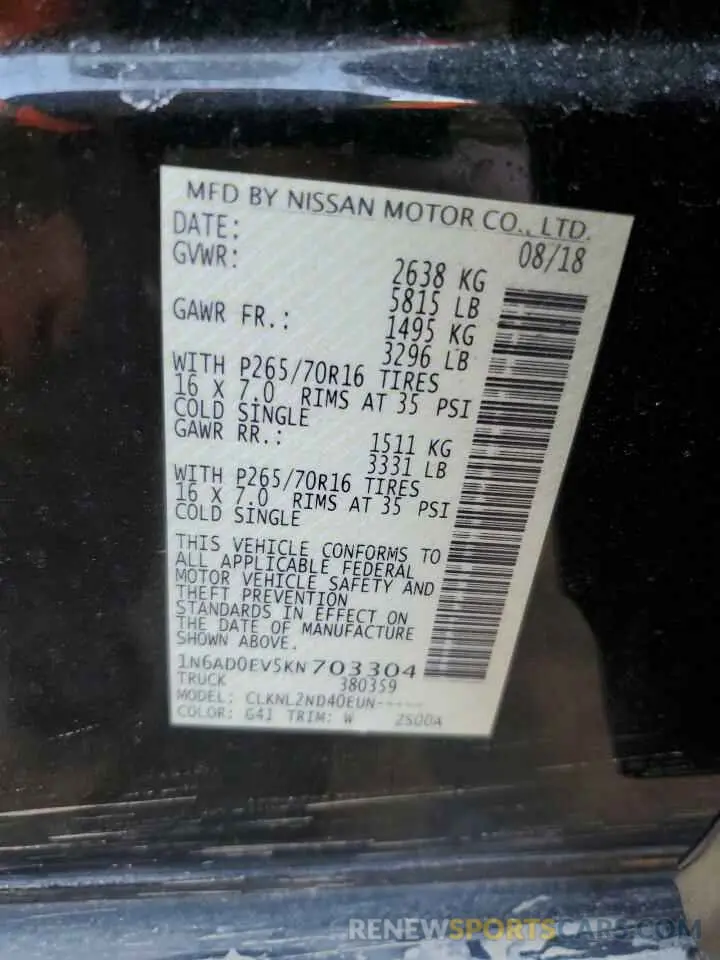 MFD BY NISSAN MOTOR CO., LTD.
DATE: 08/18
GVWR: 2638 KG
5815 LB
GAWR FR.: 1495 KG
3296 LB
WITH P265/70R16 TIRES
16 X 7.0 RIMS AT 35 PSI
COLD SINGLE
GAWR RR.: 1511 KG
3331 LB
WITH P265/70R16 TIRES
16 X 7.0 RIMS AT 35 PSI
COLD SINGLE
THIS VEHICLE CONFORMS TO
ALL APPLICABLE FEDERAL
MOTOR VEHICLE SAFETY AND
THEFT PREVENTION
STANDARDS IN EFFECT ON
THE DATE OF MANUFACTURE
SHOWN ABOVE.
1N6AD0EV5KN703304
TRUCK 380359
MODEL: CLKNL2ND40EUN-----
COLOR: G41 TRIM: W 2S00A
RENEWSPORTSCARS.COM